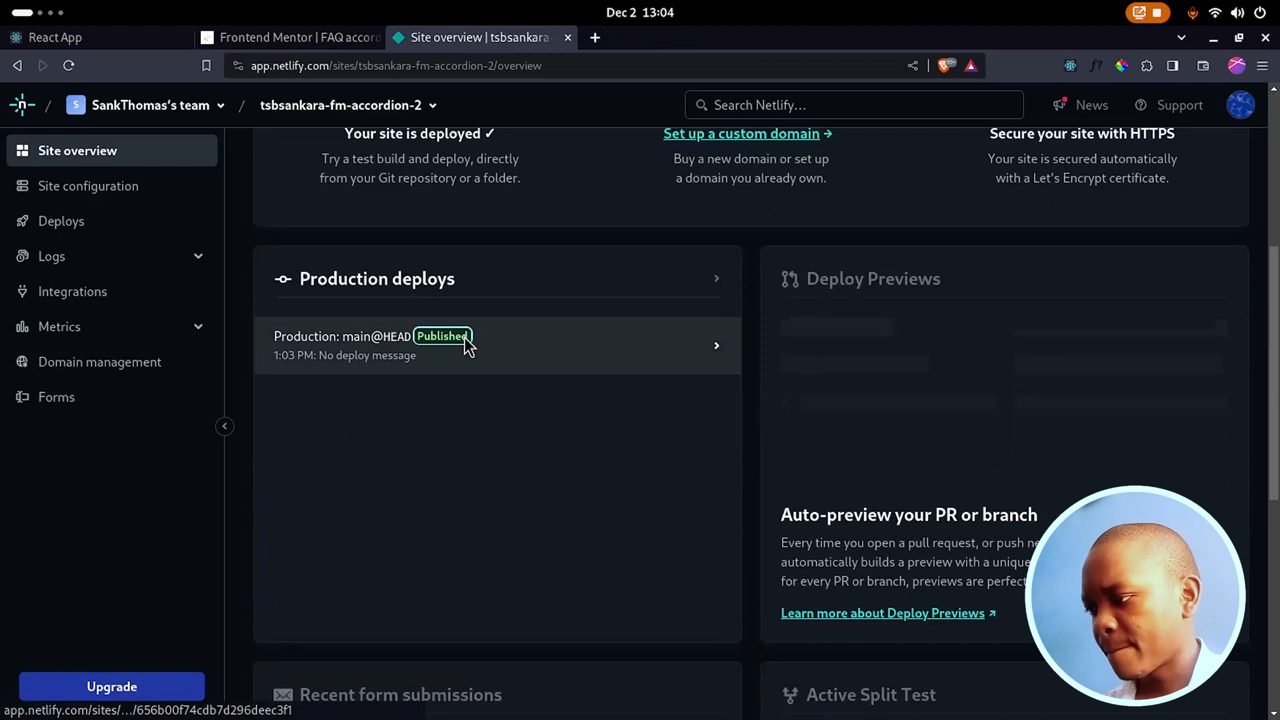 Dec 2 13:04
React App
Frontend Mentor | FAQ accord
Site overview | tsbsankara-
app.netlify.com/sites/tsbsankara-fm-accordion-2/overview
S SankThomas's team / tsbsankara-fm-accordion-2
Search Netlify...
News
Support
Site overview
Site configuration
Deploys
Logs
Integrations
Metrics
Domain management
Forms
Upgrade
app.netlify.com/sites/.../656b00f74cdb7d296deec3f1
Your site is deployed ✓
Try a test build and deploy, directly
from your Git repository or a folder.
Set up a custom domain →
Buy a new domain or set up
a domain you already own.
Secure your site with HTTPS
Your site is secured automatically
with a Let's Encrypt certificate.
Production deploys
Production: main@HEAD Published
1:03 PM: No deploy message
Deploy Previews
Auto-preview your PR or branch
Every time you open a pull request, or push
automatically builds a preview with a unique
for every PR or branch, previews are
Learn more about Deploy Previews
Recent form submissions
Active Split Test